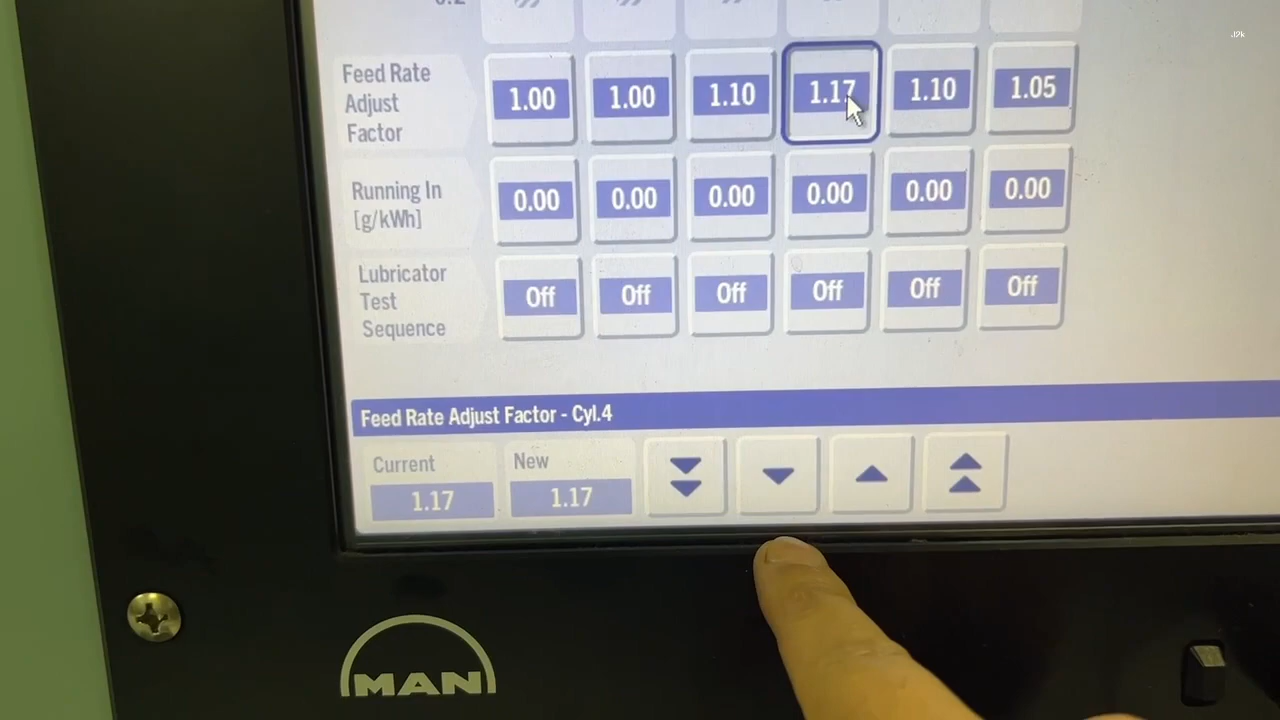 Feed Rate
Adjust
Factor
1.00 1.00 1.10 1.17 1.10 1.05
Running In
[g/kWh]
0.00 0.00 0.00 0.00 0.00 0.00
Lubricator
Test
Sequence
Off Off Off Off Off Off
Feed Rate Adjust Factor - Cyl.4
Current New
1.17 1.17
MAN